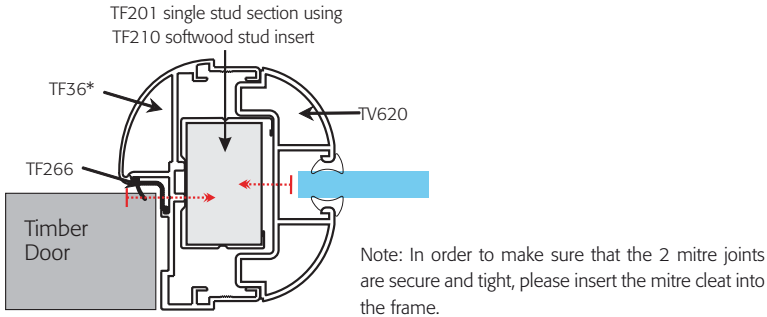 TF201 single stud section using
TF210 softwood stud insert
TF36*
TV620
TF266
Timber
Door
Note: In order to make sure that the 2 mitre joints
are secure and tight, please insert the mitre cleat into
the frame.